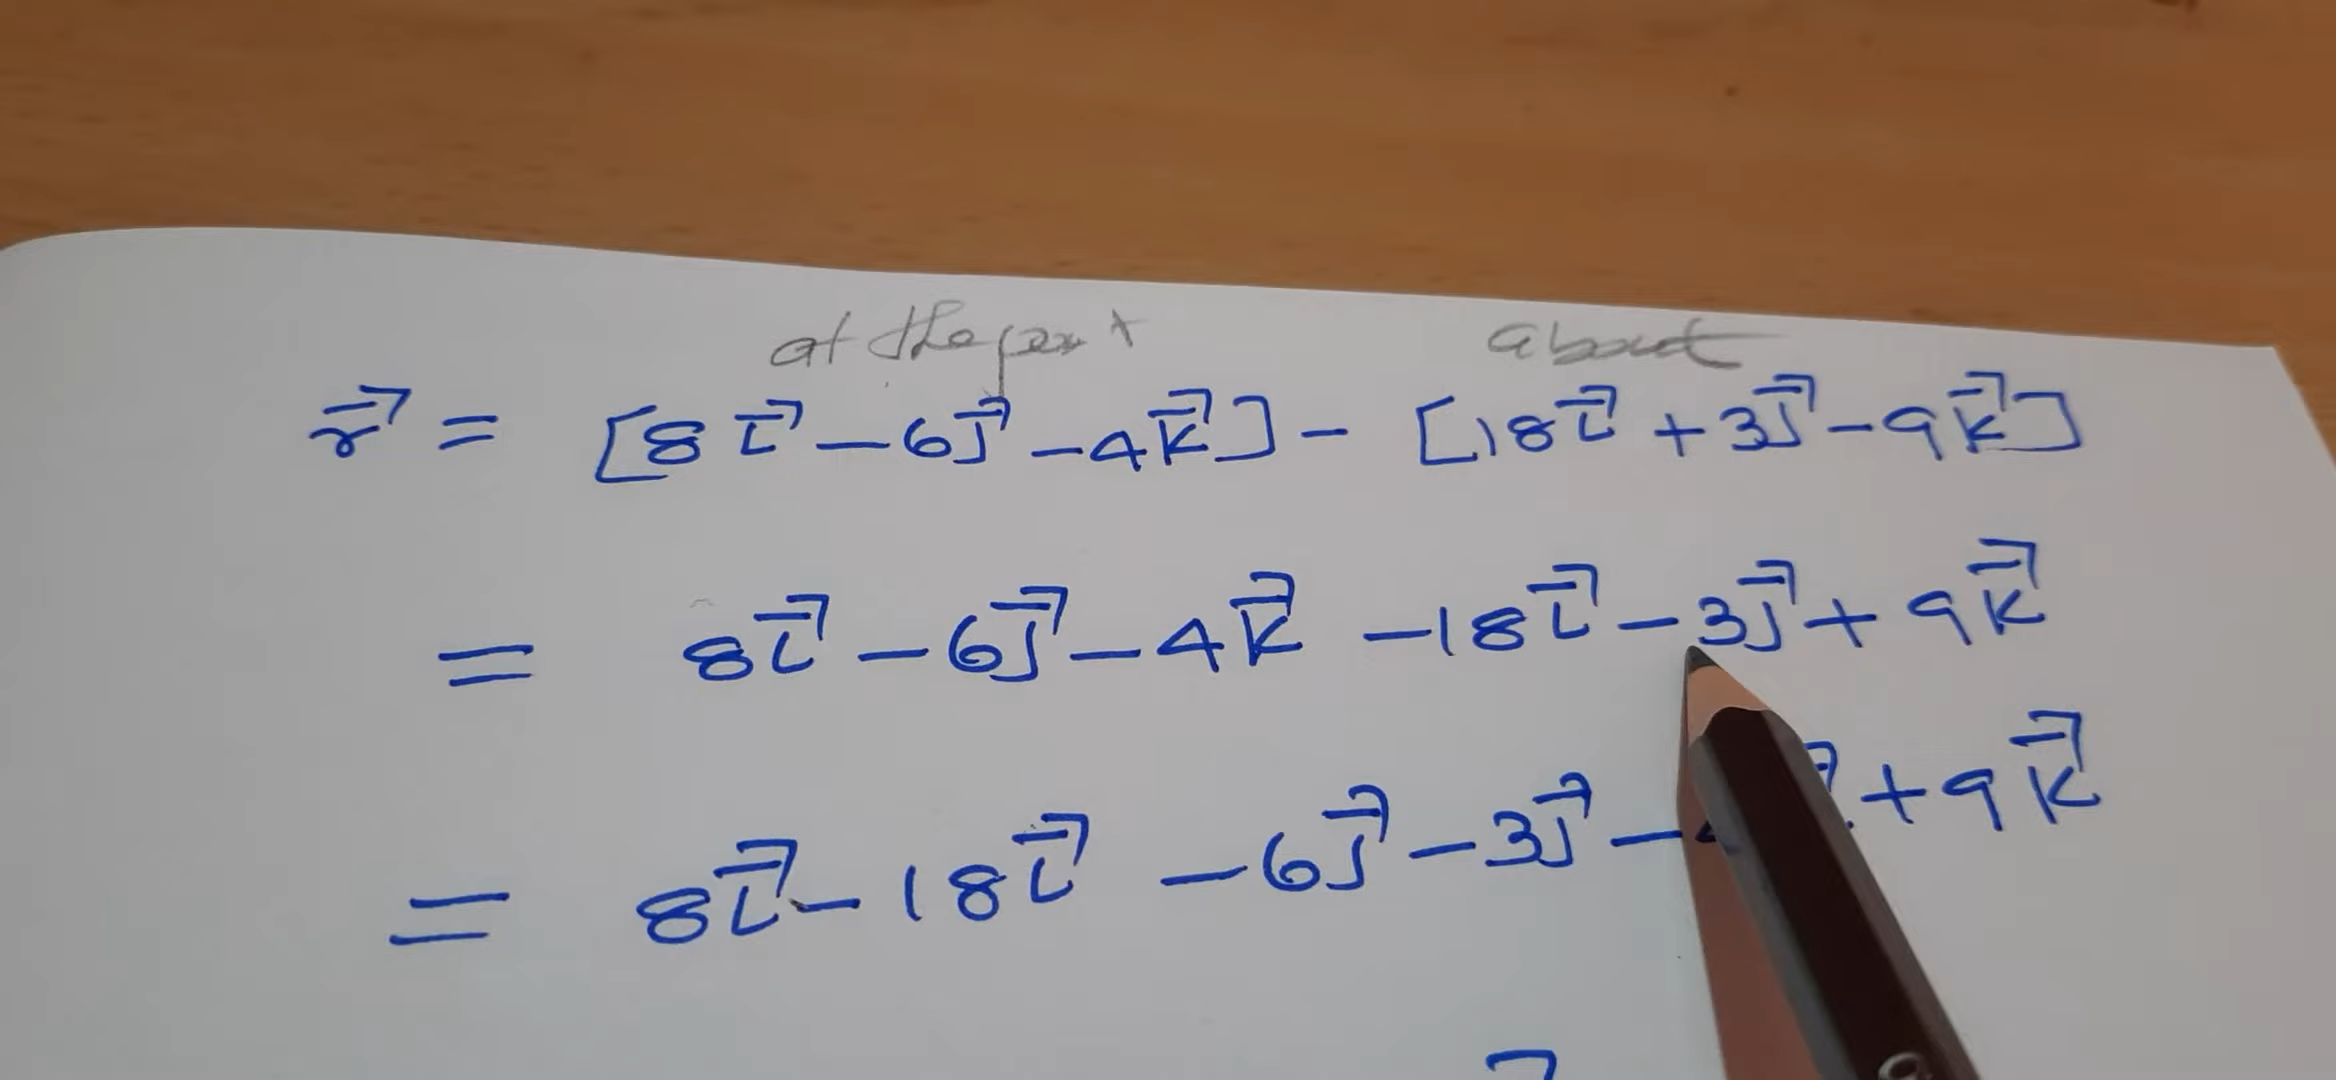 at the point about
r⃗ = [8i⃗ - 6j⃗ - 4k⃗] - [18i⃗ + 3j⃗ - 9k⃗]
= 8i⃗ - 6j⃗ - 4k⃗ - 18i⃗ - 3j⃗ + 9k⃗
= 8i⃗ - 18i⃗ - 6j⃗ - 3j⃗ - + 9k⃗